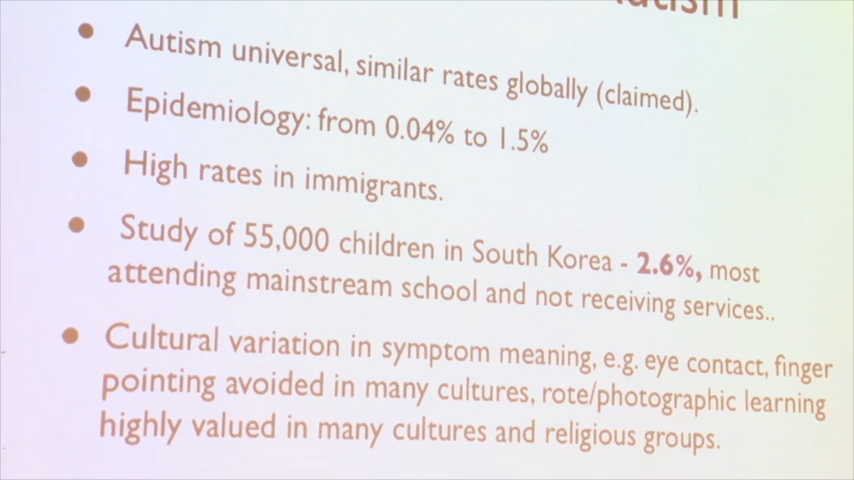 • Autism universal, similar rates globally (claimed).
• Epidemiology: from 0.04% to 1.5%
• High rates in immigrants.
• Study of 55,000 children in South Korea - 2.6%, most
attending mainstream school and not receiving services..
• Cultural variation in symptom meaning, e.g. eye contact, finger
pointing avoided in many cultures, rote/photographic learning
highly valued in many cultures and religious groups.